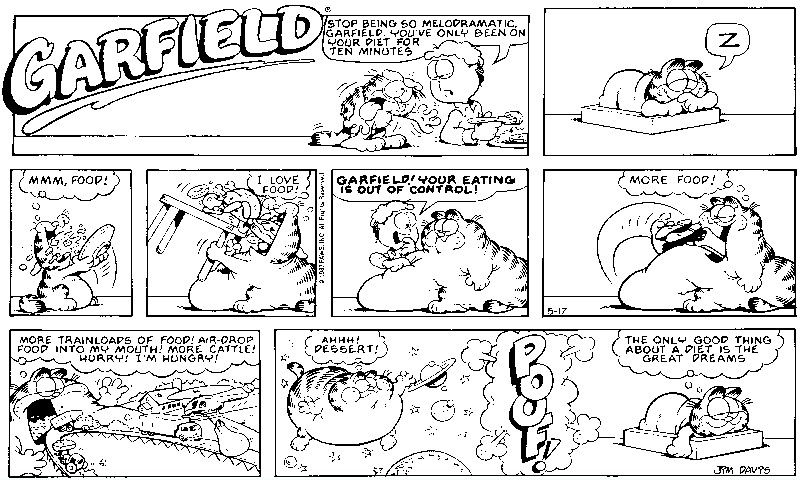 GARFIELD®
STOP BEING SO MELODRAMATIC,
GARFIELD. YOU'VE ONLY BEEN ON
YOUR DIET FOR
TEN MINUTES
Z
MMM, FOOD!
I LOVE
FOOD!
GARFIELD! YOUR EATING
IS OUT OF CONTROL!
MORE FOOD!
5-17
MORE TRAINLOADS OF FOOD! AIR-DROP
FOOD INTO MY MOUTH! MORE CATTLE!
HURRY! I'M HUNGRY!
AHHH!
DESSERT!
POOF!
THE ONLY GOOD THING
ABOUT A DIET IS THE
GREAT DREAMS
JIM DAVIS